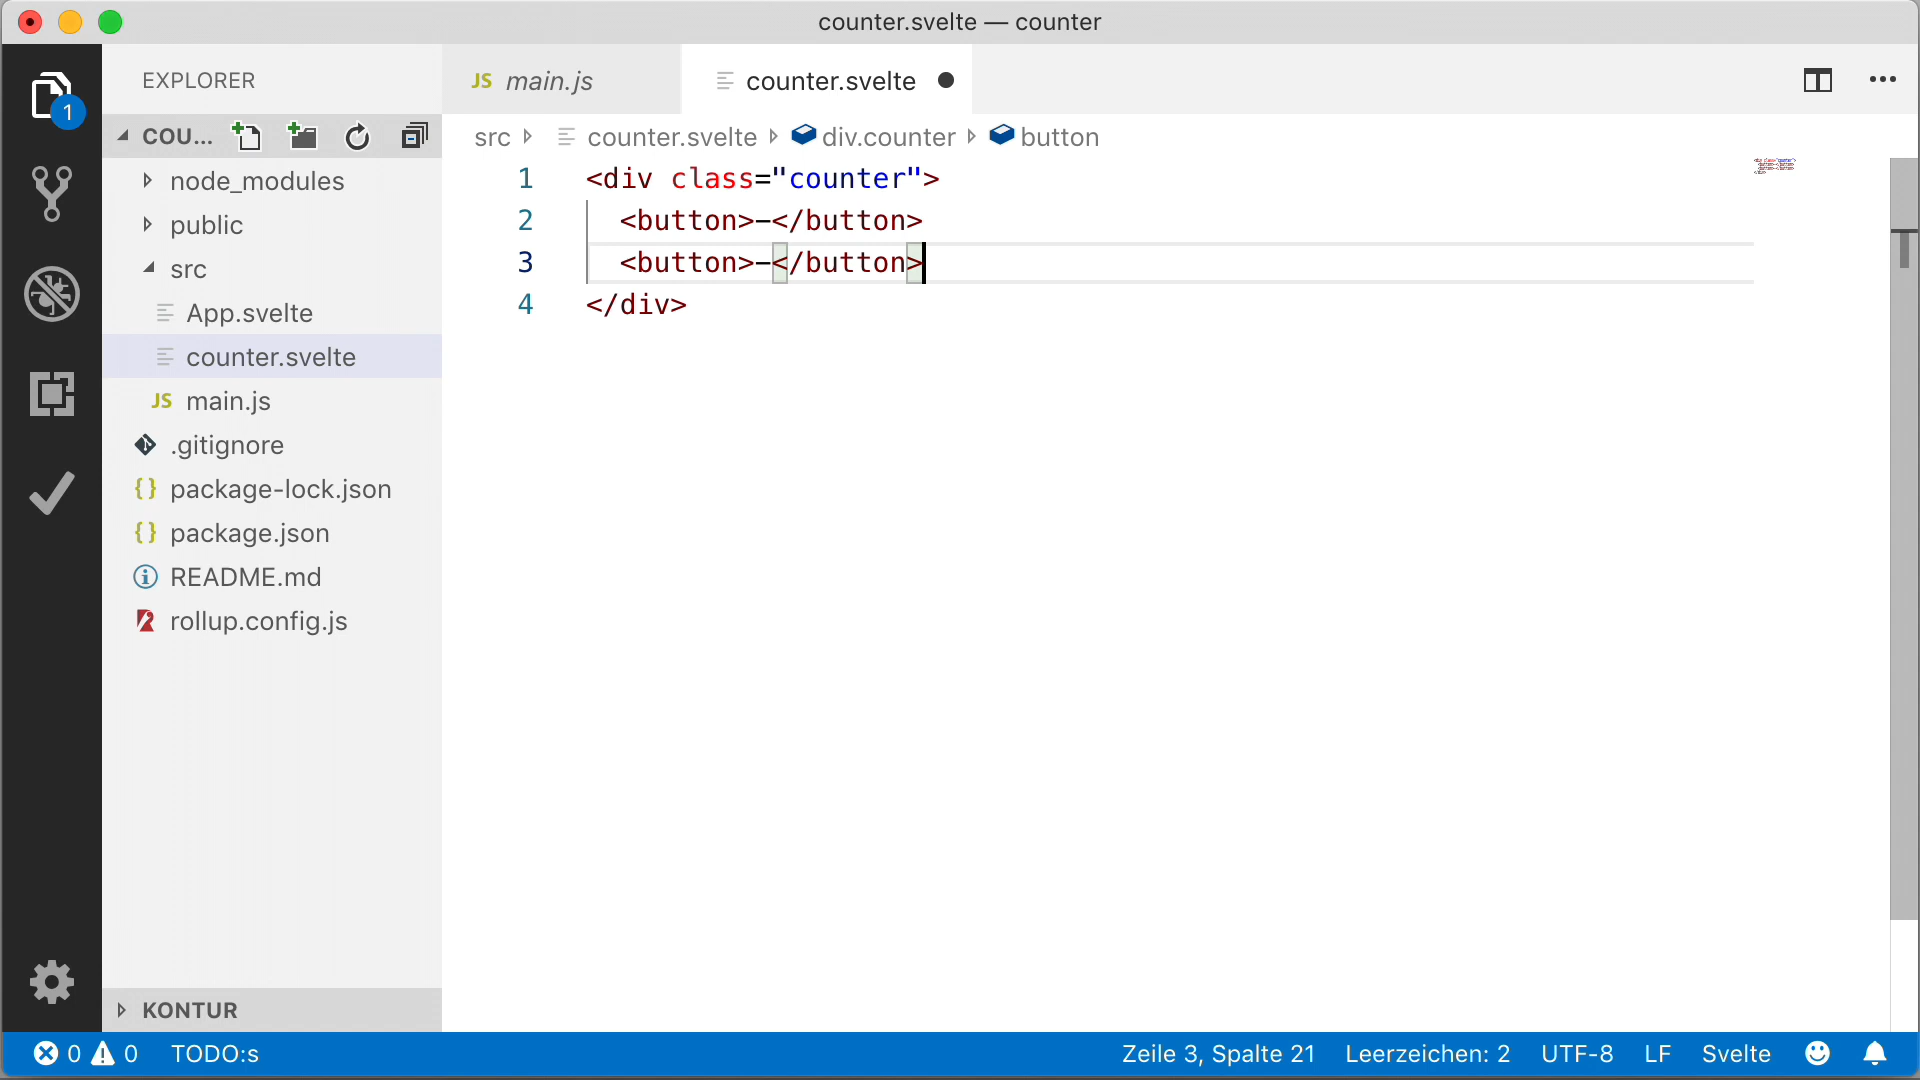 counter.svelte — counter
EXPLORER
COU...
node_modules
public
src
App.svelte
counter.svelte
JS main.js
.gitignore
{} package-lock.json
{} package.json
README.md
rollup.config.js
KONTUR
1
JS main.js
counter.svelte
src counter.svelte div.counter button
1 <div class="counter">
2 <button>-</button>
3 <button>-</button>
4 </div>
0 0 TODO:s
Zeile 3, Spalte 21 Leerzeichen: 2 UTF-8 LF Svelte